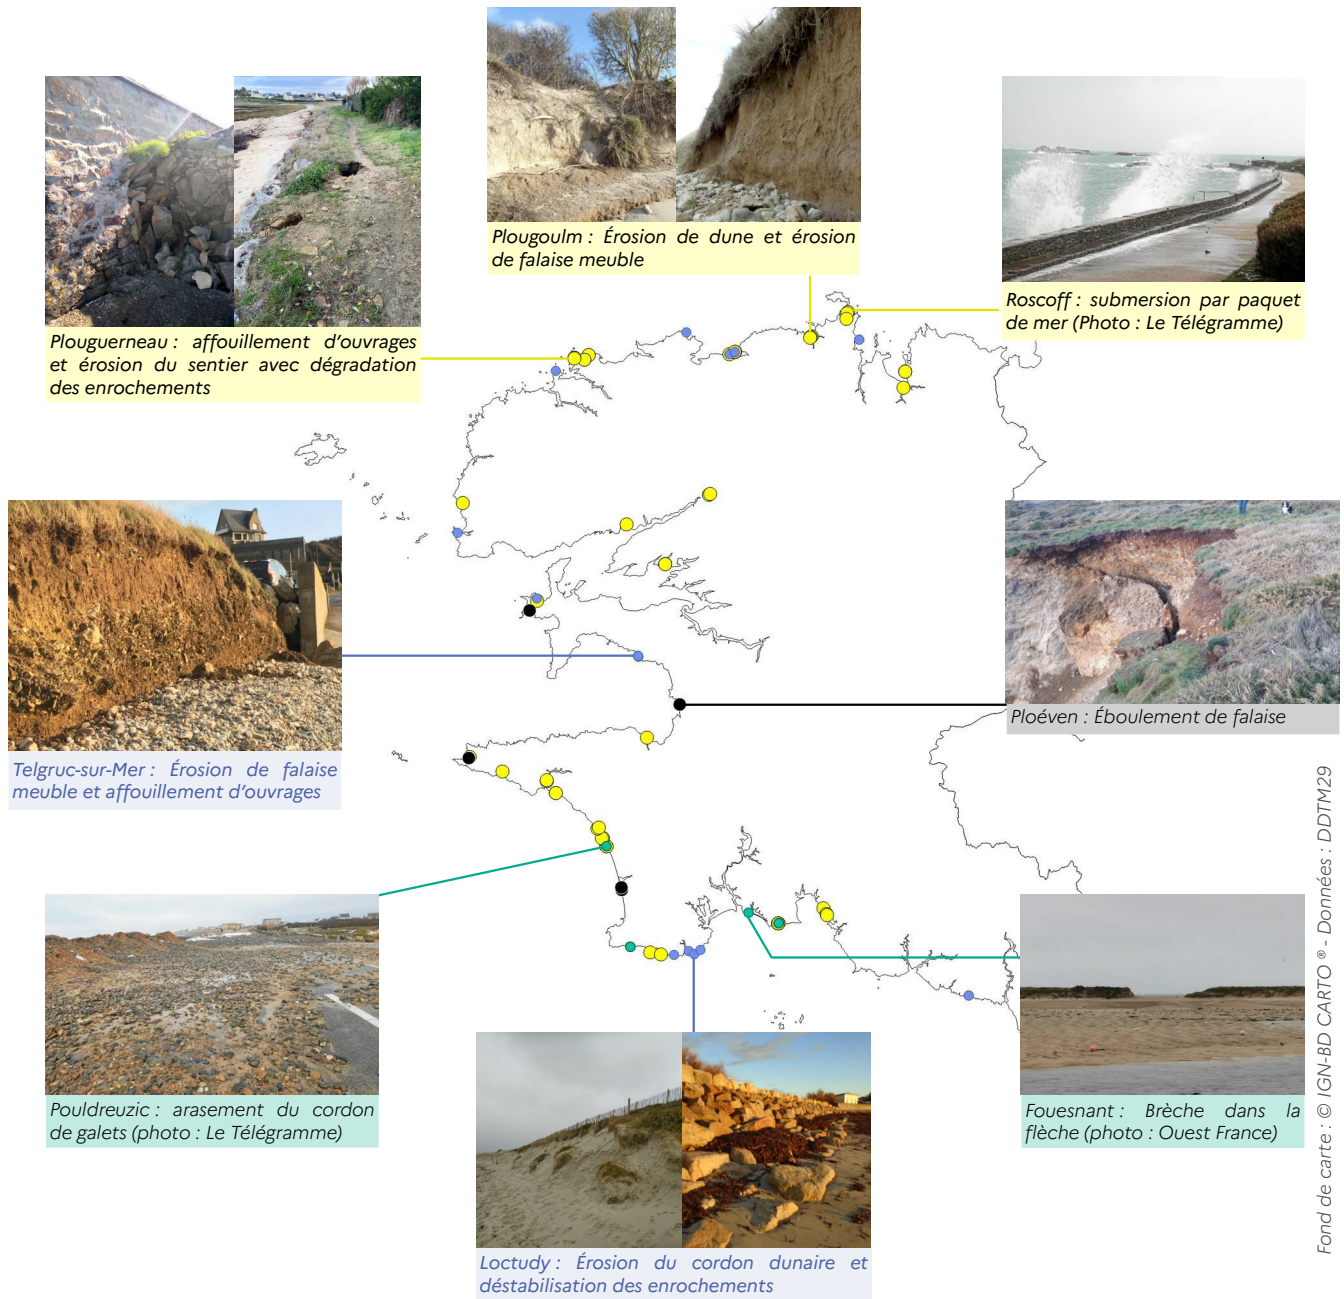 Plougoulm : Érosion de dune et érosion
de falaise meuble
Roscoff : submersion par paquet
de mer (Photo : Le Télégramme)
Plouguerneau : affouillement d'ouvrages
et érosion du sentier avec dégradation
des enrochements
Ploéven : Éboulement de falaise
Telgruc-sur-Mer : Érosion de falaise
meuble et affouillement d'ouvrages
Pouldreuzic : arasement du cordon
de galets (photo : Le Télégramme)
Fouesnant : Brèche dans la
flèche (photo : Ouest France)
Loctudy : Érosion du cordon dunaire et
déstabilisation des enrochements
Fond de carte : © IGN-BD CARTO ® - Données : DDTM29